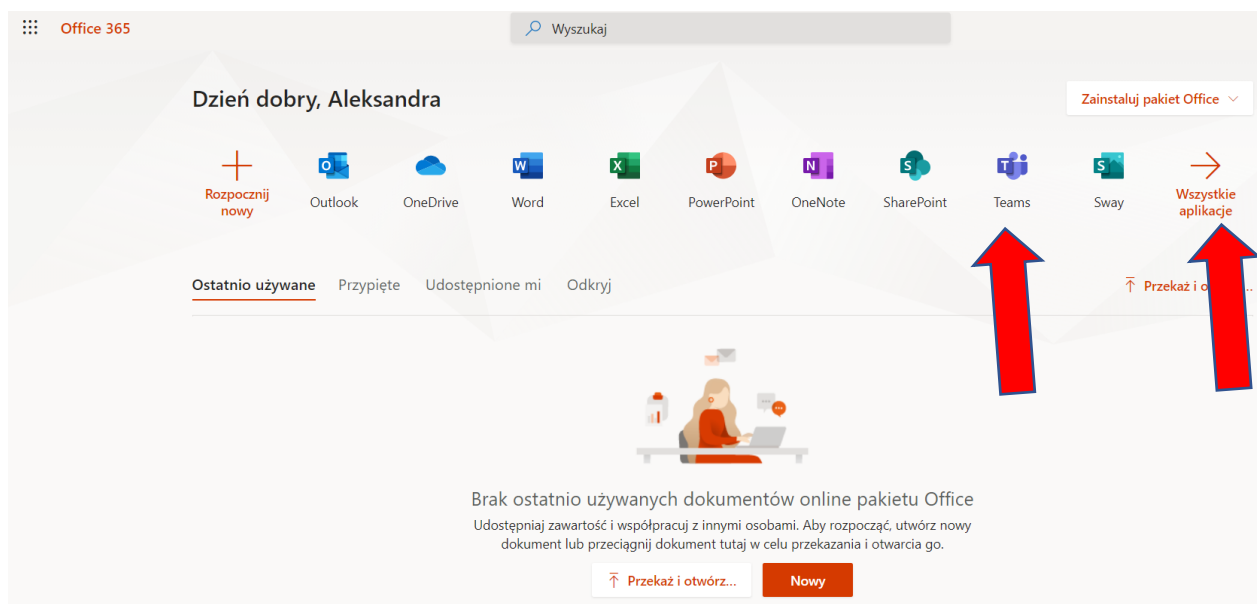 Office 365
Wyszukaj
Dzień dobry, Aleksandra
Zainstaluj pakiet Office
Rozpocznij
nowy
Outlook
OneDrive
Word
Excel
PowerPoint
OneNote
SharePoint
Teams
Sway
Wszystkie
aplikacje
Ostatnio używane Przypięte Udostępnione mi Odkryj
Przekaż i
Brak ostatnio używanych dokumentów online pakietu Office
Udostępniaj zawartość i współpracuj z innymi osobami. Aby rozpocząć, utwórz nowy
dokument lub przeciągnij dokument tutaj w celu przekazania i otwarcia go.
Przekaż i otwórz...
Nowy